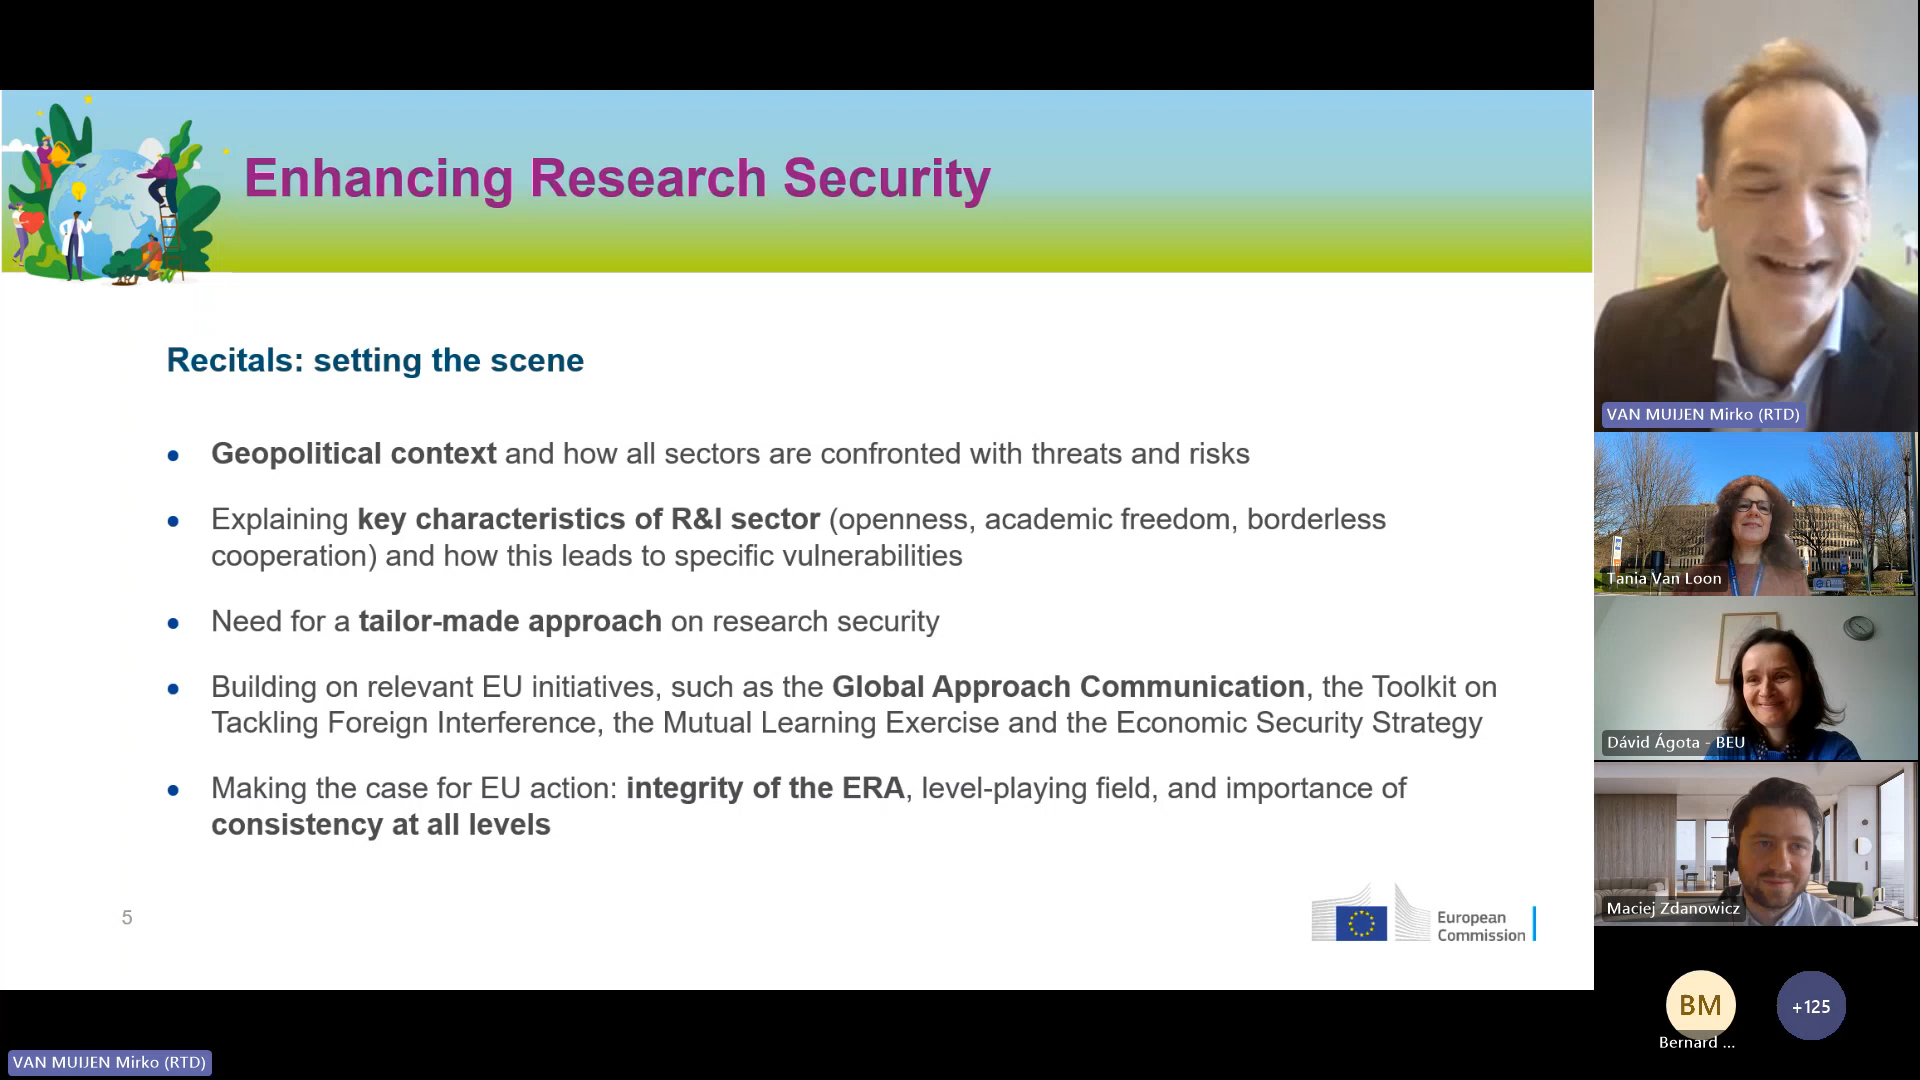 Enhancing Research Security
Recitals: setting the scene
• Geopolitical context and how all sectors are confronted with threats and risks
• Explaining key characteristics of R&I sector (openness, academic freedom, borderless
cooperation) and how this leads to specific vulnerabilities
• Need for a tailor-made approach on research security
• Building on relevant EU initiatives, such as the Global Approach Communication, the Toolkit on
Tackling Foreign Interference, the Mutual Learning Exercise and the Economic Security Strategy
• Making the case for EU action: integrity of the ERA, level-playing field, and importance of
consistency at all levels
5
European
Commission
VAN MUIJEN Mirko (RTD)
VAN MUIJEN Mirko (RTD)
Tania Van Loon
Dávid Ágota - BEU
Maciej Zdanowicz
BM
Bernard ...
+125